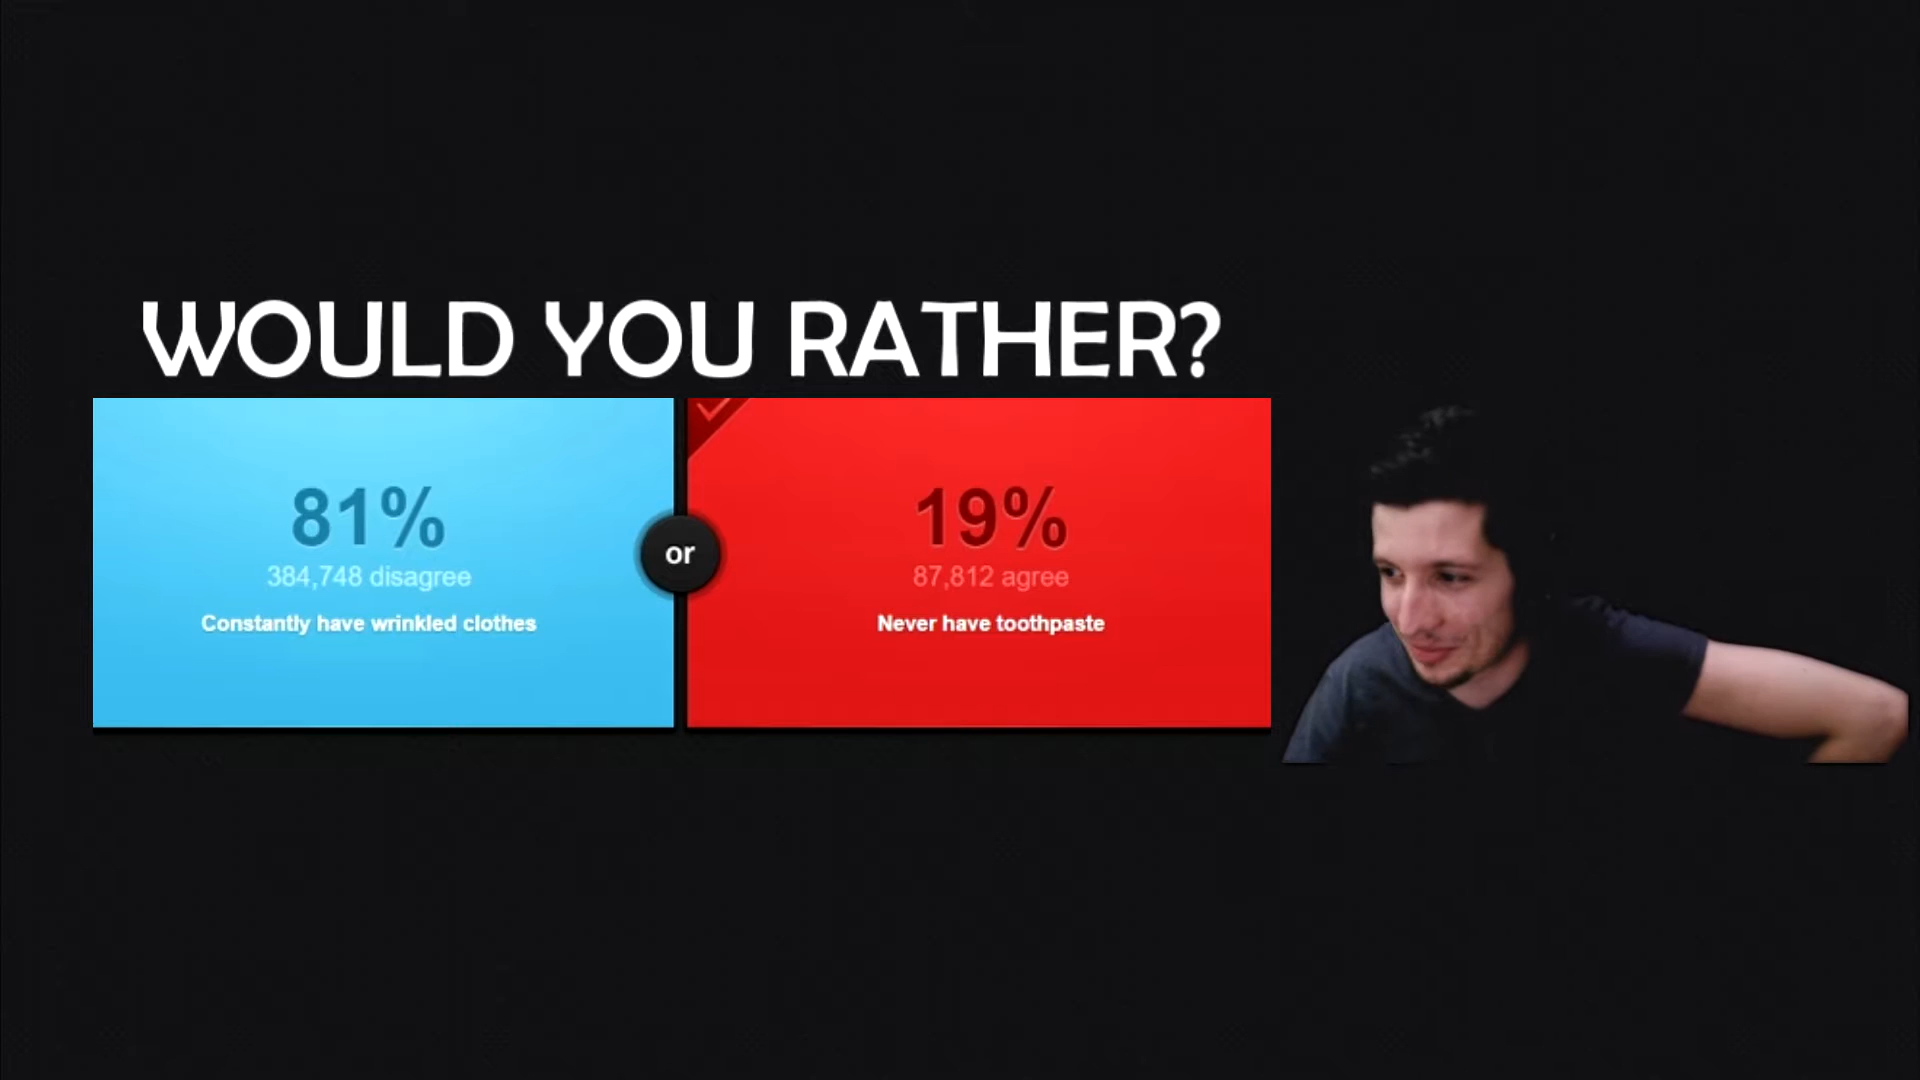 WOULD YOU RATHER?
81%
384,748 disagree
Constantly have wrinkled clothes
or
19%
87,812 agree
Never have toothpaste